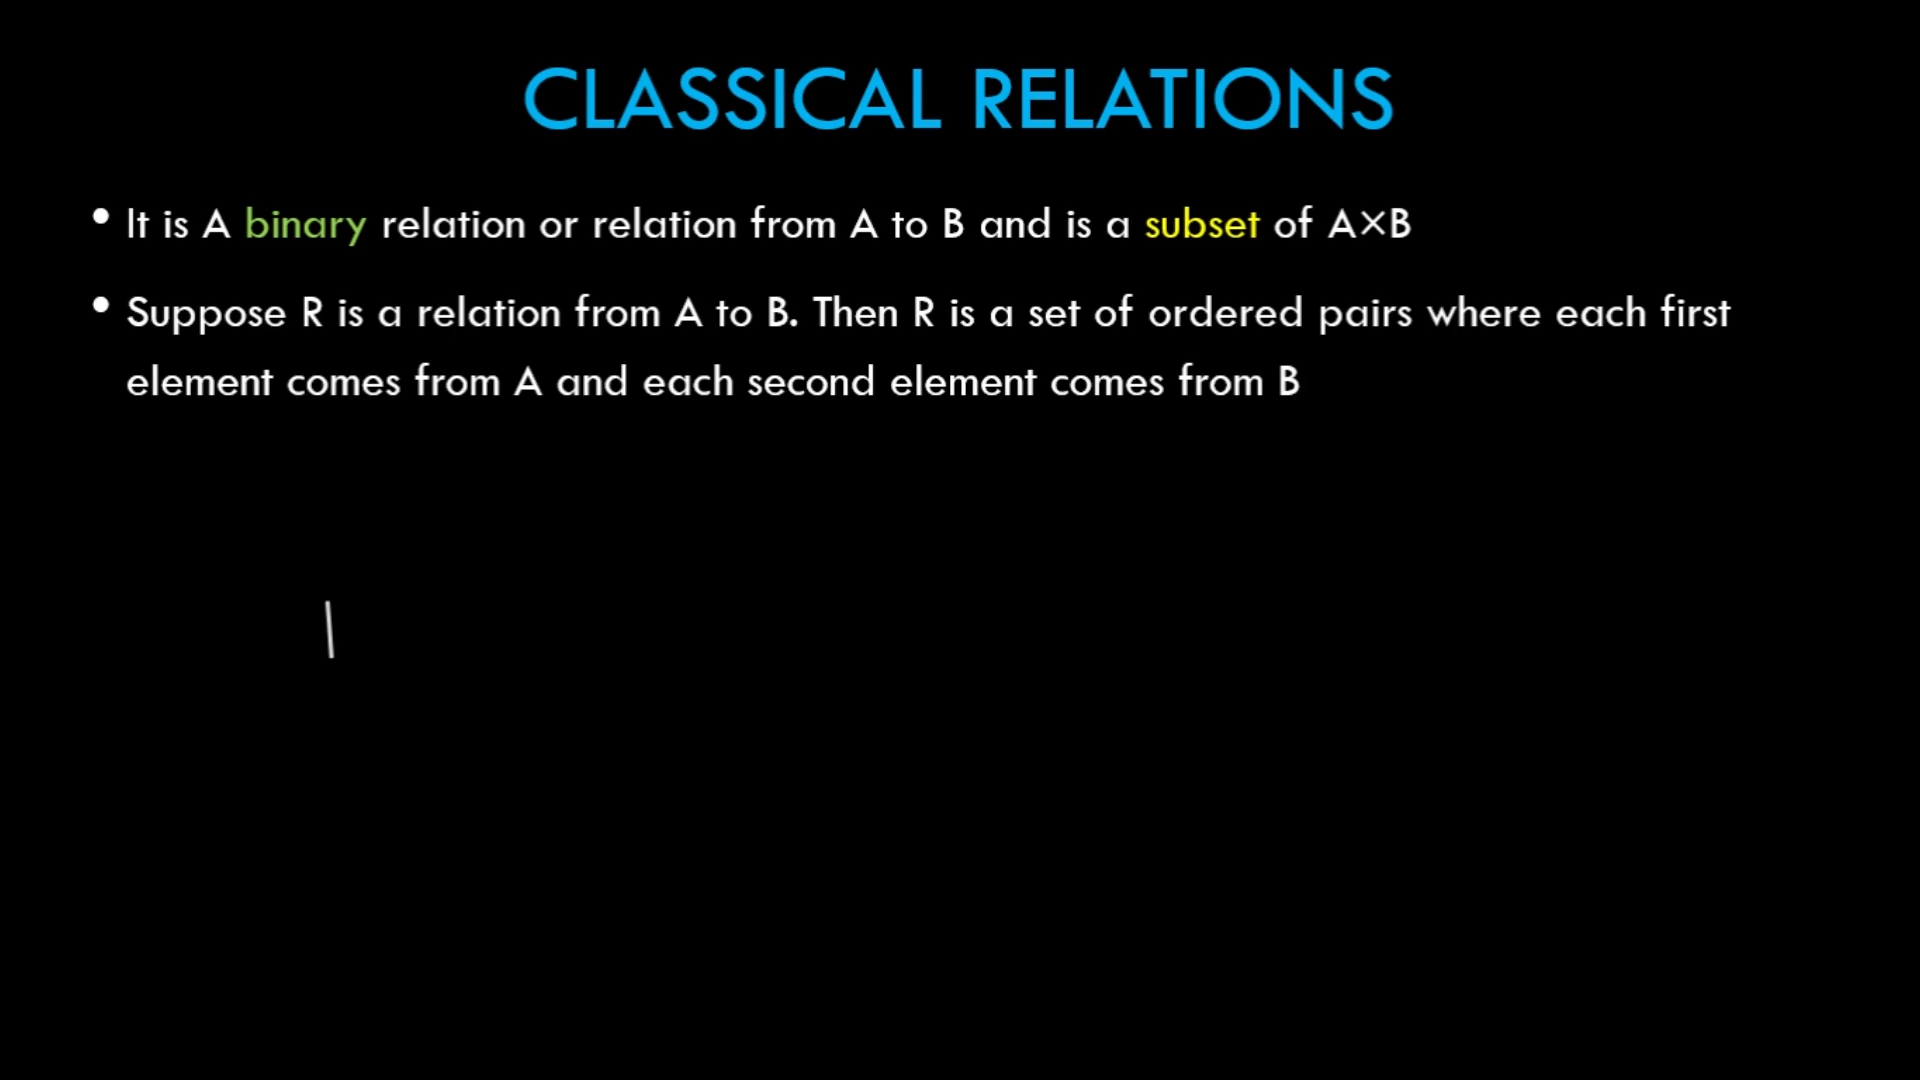 CLASSICAL RELATIONS
• It is A binary relation or relation from A to B and is a subset of A×B
• Suppose R is a relation from A to B. Then R is a set of ordered pairs where each first
element comes from A and each second element comes from B